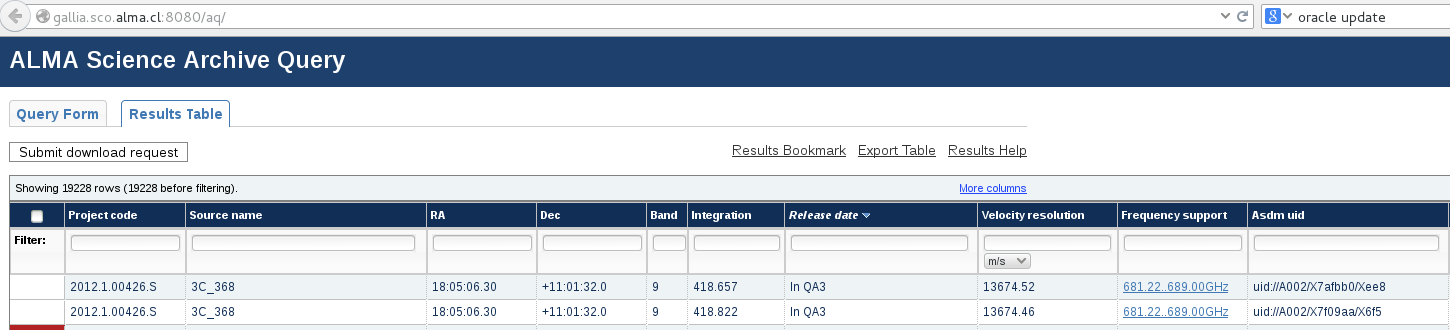 gallia.sco.alma.cl:8080/aq/ 8 oracle update
ALMA Science Archive Query
Query Form Results Table
Submit download request Results Bookmark Export Table Results Help
Showing 19228 rows (19228 before filtering). More columns
Project code Source name RA Dec Band Integration Release date Velocity resolution Frequency support Asdm uid
Filter:
m/s
2012.1.00426.S 3C_368 18:05:06.30 +11:01:32.0 9 418.657 In QA3 13674.52 681.22..689.00GHz uid://A002/X7afbb0/Xee8
2012.1.00426.S 3C_368 18:05:06.30 +11:01:32.0 9 418.822 In QA3 13674.46 681.22..689.00GHz uid://A002/X7f09aa/X6f5